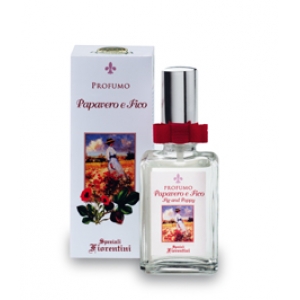 PROFUMO
Papavero e Fico
Speziali
Fiorentini
PROFUMO
Papavero e Fico
Fig and Poppy
Speziali
Fiorentini